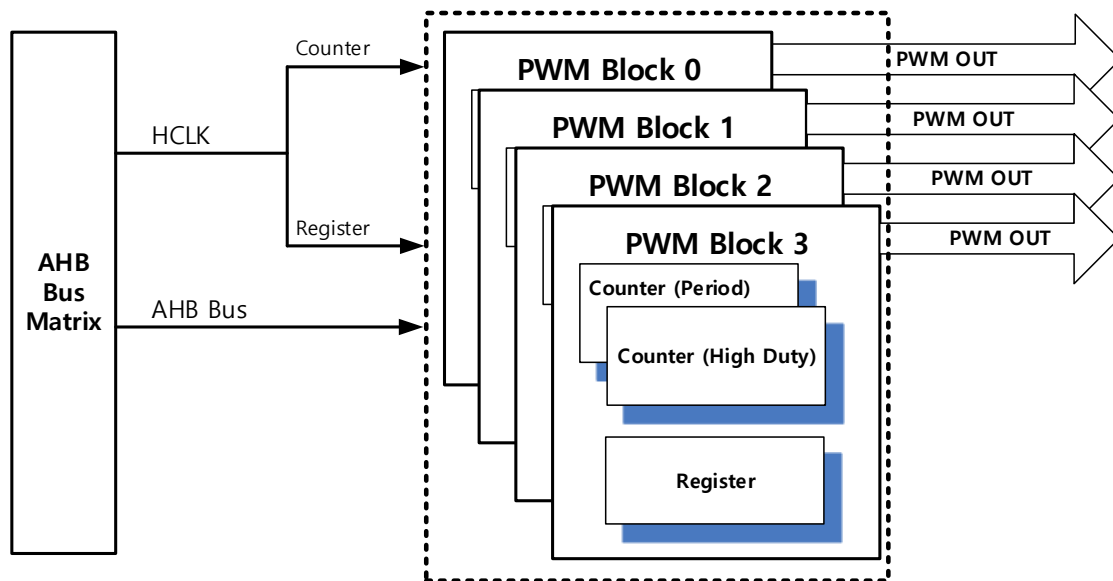 Counter
HCLK
Register
AHB
Bus
Matrix
AHB Bus
PWM Block 0
PWM Block 1
PWM Block 2
PWM Block 3
Counter (Period)
Counter (High Duty)
Register
PWM OUT
PWM OUT
PWM OUT
PWM OUT